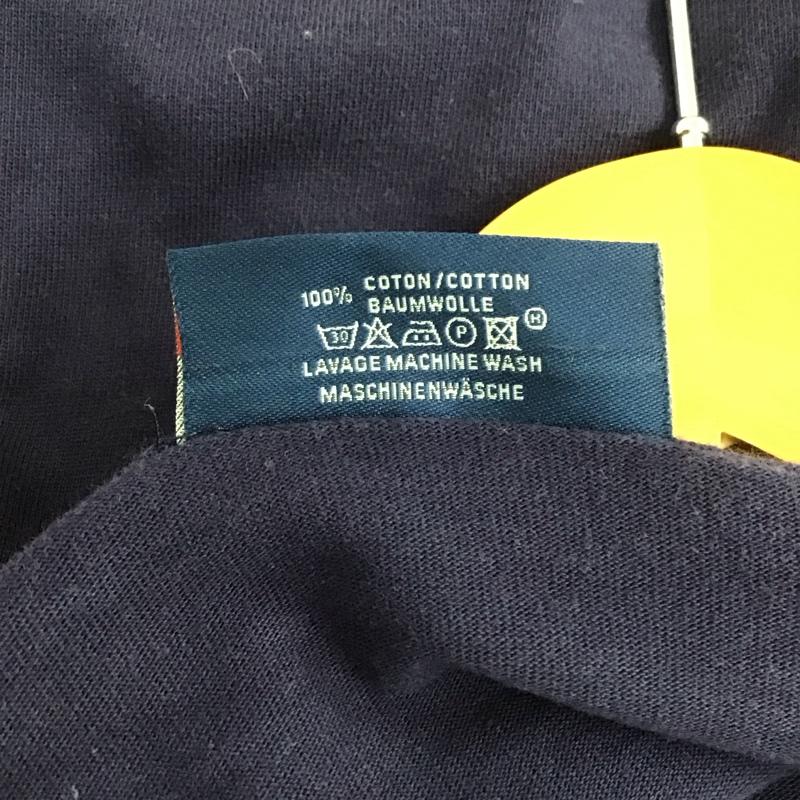 100% COTON/COTTON
BAUMWOLLE
30 P H
LAVAGE MACHINE WASH
MASCHINENWÄSCHE